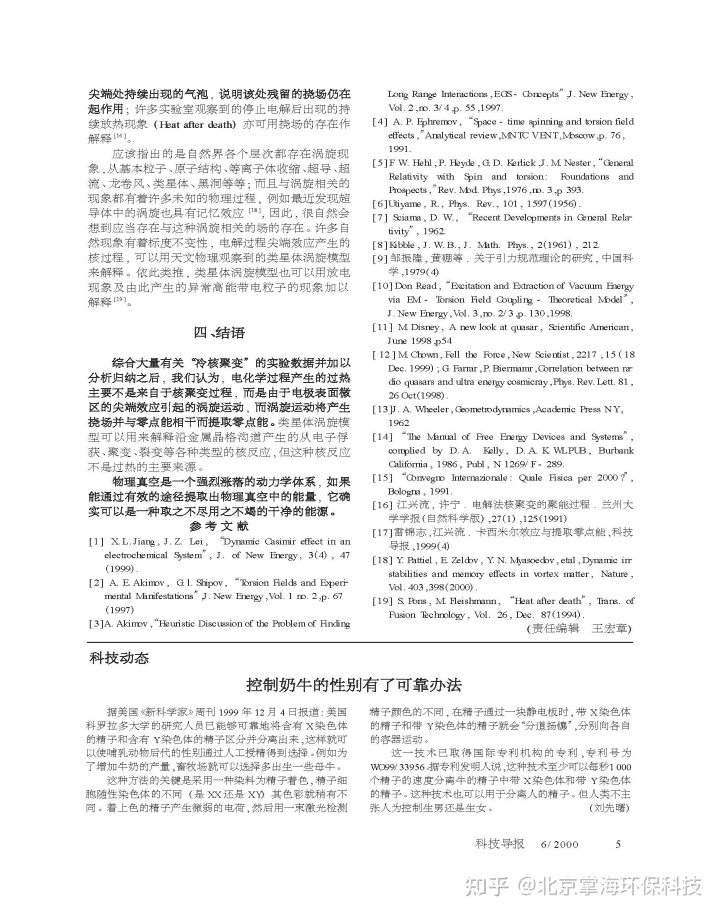 尖端处持续出现的气泡，说明该处残留的挠场仍在
起作用；许多实验室观察到的停止电解后出现的持
续放热现象 (Heat after death) 亦可用挠场的存在作
解释[16]。
应该指出的是自然界各个层次都存在涡旋现
象，从基本粒子、原子结构、等离子体收缩、超导、超
流、龙卷风、类星体、黑洞等等；而且与涡旋相关的
现象都有着许多未知的物理过程，例如最近发现超
导体中的涡旋也具有记忆效应 [18]，因此，很自然会
想到应当存在与这种涡旋相关的场的存在。许多自
然现象有着标度不变性，电解过程尖端效应产生的
核过程，可以用天文物理观察到的类星体涡旋模型
来解释。依此类推，类星体涡旋模型也可以用放电
现象及由此产生的异常高能带电粒子的现象加以
解释[19]。
四、结语
综合大量有关“冷核聚变”的实验数据并加以
分析归纳之后，我们认为，电化学过程产生的过热
主要不是来自于核聚变过程，而是由于电极表面微
区的尖端效应引起的涡旋运动，而涡旋运动将产生
挠场并与零点能相干而提取零点能。类星体涡旋模
型可以用来解释沿金属晶格沟道产生的从电子俘
获、聚变、裂变等各种类型的核反应，但这种核反应
不是过热的主要来源。
物理真空是一个强烈涨落的动力学体系，如果
能通过有效的途径提取出物理真空中的能量，它确
实可以是一种取之不尽用之不竭的干净的能源。
参 考 文 献
[1] X.L.Jiang, J.Z. Lei, “Dynamic Casimir effect in an
electrochemical System”, J. of New Energy, 3(4), 47
(1999).
[2] A. E. Akimov, G.I. Shipov, “Torsion Fields and Experi-
mental Manifestations”,J. New Energy,Vol. 1 no. 2,p. 67
(1997)
[3]A. Akimov,“Heuristic Discussion of the Problem of Finding
Long Range Interactions, EGS- Concepts”,J. New Energy,
Vol. 2,no. 3/ 4,p. 55,1997.
[4] A. P. Ephremov, “Space - time spinning and torsion field
effects,”Analytical review,MNTC VENT,Moscow,p. 76,
1991.
[5]F W. Hehl, P. Heyde, G. D. Kerlick,J. M. Nester,“General
Relativity with Spin and torsion: Foundations and
Prospects,”Rev. Mod. Phys,1976,no. 3,p 393.
[6]Utiyame, R., Phys. Rev., 101, 1597(1956).
[7] Sciama, D. W., “Recent Developments in General Rela-
tivity”, 1962.
[8]Kibble, J. W. B., J. Math. Phys., 2(1961), 212.
[9]邹振隆，黄硼等．关于引力规范理论的研究，中国科
学,1979(4)
[10]Don Read,“Excitation and Extraction of Vacuum Energy
via EM - Torsion Field Coupling - Theoretical Model”,
J. New Energy,Vol. 3,no. 2/ 3,p. 130,1998.
[11] M. Disney, A new look at quasar, Scientific American,
June 1998,p54
[12]M. Chown, Fell the Force, New Scientist, 2217, 15 (18
Dec. 1999); G. Farrar,P. Biermanr,Correlation between ra-
dio quasars and ultra energy cosmicray,Phys. Rev. Lett. 81,
26 Oct(1998).
[13]J. A. Wheeler, Geometrodynamics,Academic Press NY,
1962
[14] “The Manual of Free Energy Devices and Systems”,
complied by D. A. Kelly, D. A. K. WLPUB, Burbank
California, 1986, Publ, N 1269/ F- 289.
[15] “Convegno Internazionale: Quale Fisica per 2000 ?”,
Bologna, 1991.
[16] 江兴流，许宁．电解法核聚变的聚能过程．兰州大
学学报(自然科学版),27(1),125(1991)
[17]雷锦志,江兴流．卡西米尔效应与提取零点能,科技
导报,1999(4)
[18]Y. Pattiel, E. Zeldov, Y. N. Myasoedov, etal,Dynamic in-
stabilities and memory effects in vortex matter, Nature,
Vol. 403,398(2000).
[19] S. Pons, M. Fleishmann, “Heat after death”, Trans. of
Fusion Technology, Vol. 26, Dec. 87(1994).
(责任编辑 王宏章)
科技动态
控制奶牛的性别有了可靠办法
据英国《新科学家》周刊 1999 年 12 月 4 日报道：美国
科罗拉多大学的研究人员已能够可靠地将含有 X 染色体
的精子和含有 Y 染色体的精子区分并分离出来,这样就可
以使哺乳动物后代的性别通过人工授精得到选择。例如为
了增加牛奶的产量,畜牧场就可以选择多出生一些母牛。
这种方法的关键是采用一种染料为精子着色，精子细
胞随性染色体的不同（是 XX 还是 XY）其色彩就稍有不
同。着上色的精子产生微弱的电荷,然后用一束激光检测
精子颜色的不同，在精子通过一块静电板时，带 X 染色体
的精子和带 Y 染色体的精子就会“分道扬镳”,分别向各自
的容器运动。
这一技术已取得国际专利机构的专利，专利号为
WO99/ 33956。据专利发明人说,这种技术至少可以每秒 1 000
个精子的速度分离牛的精子中带 X 染色体和带 Y 染色体
的精子。这种技术也可以用于分离人的精子。但人类不主
张人为控制生男还是生女。 (刘先曙)
科技导报 6/ 2000 5
知乎 @北京掌海环保科技